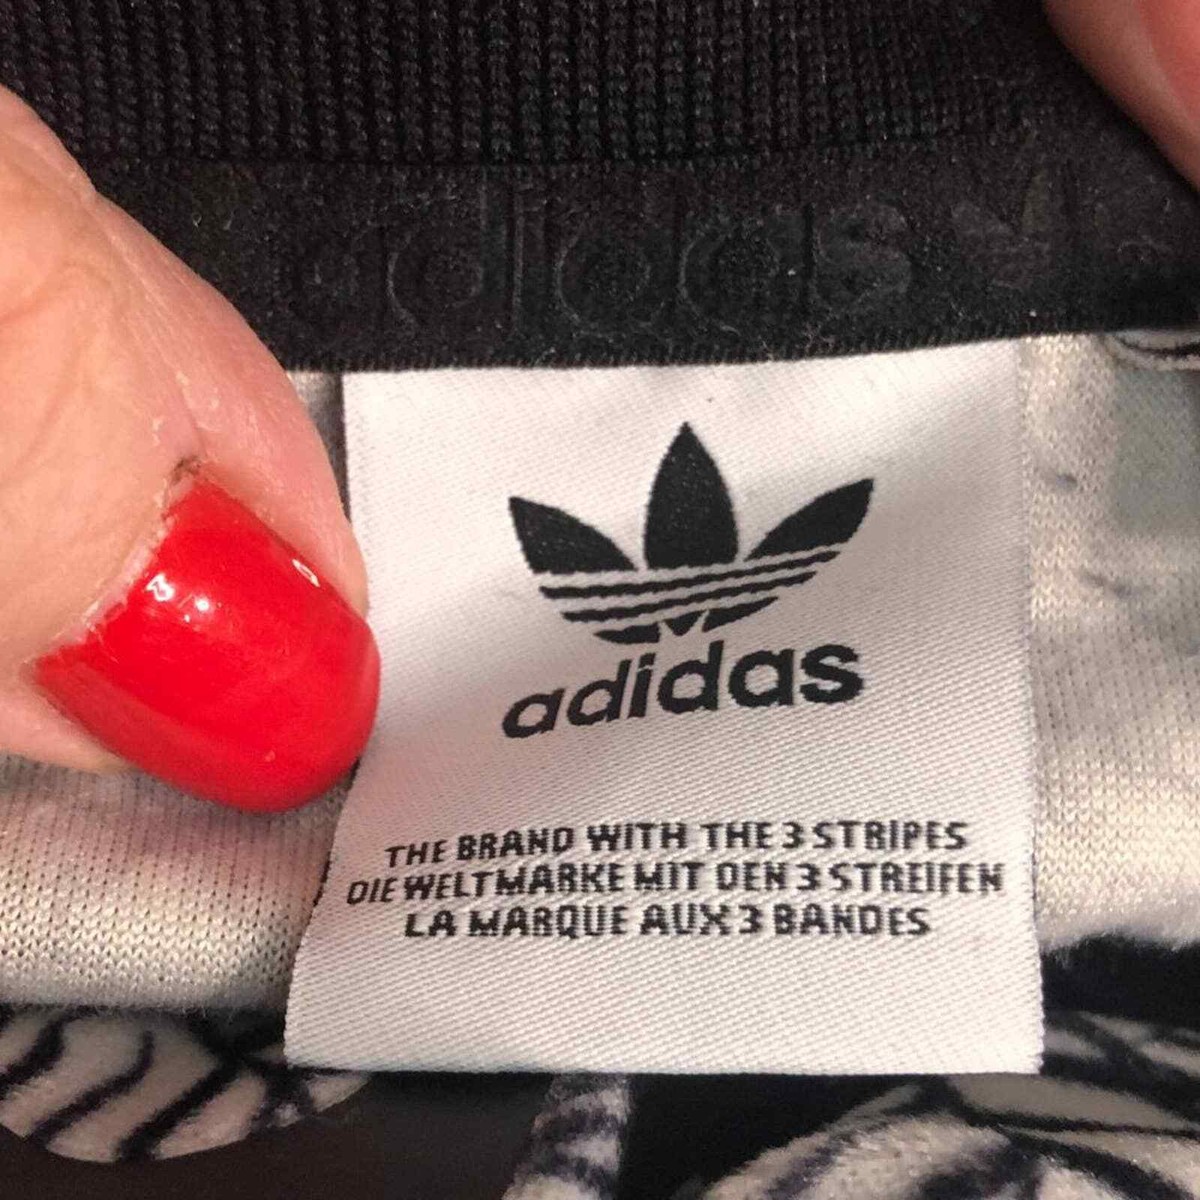 adidas
adidas
THE BRAND WITH THE 3 STRIPES
DIE WELTMARKE MIT DEN 3 STREIFEN
LA MARQUE AUX 3 BANDES